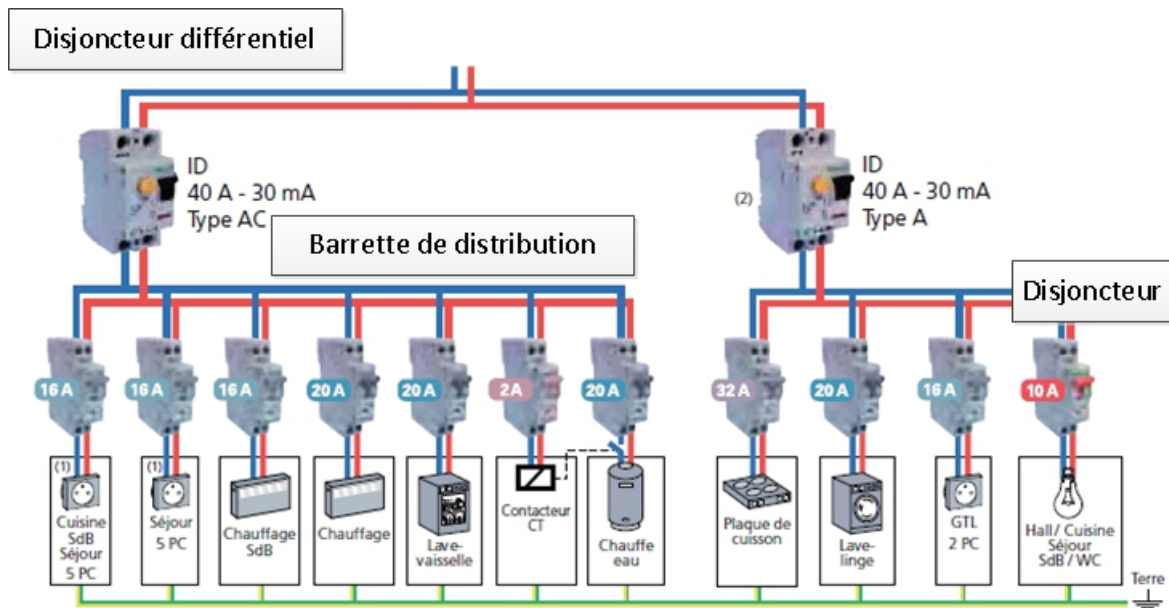 Disjoncteur différentiel
ID
40 A - 30 mA
Type AC
(2)
ID
40 A - 30 mA
Type A
Barrette de distribution
Disjoncteur
16 A
16 A
16 A
20 A
20 A
2 A
20 A
32 A
20 A
16 A
10 A
(1)
Cuisine
SdB
Séjour
5 PC
(1)
Séjour
5 PC
Chauffage
SdB
Chauffage
Lave-
vaisselle
Contacteur
CT
Chauffe
eau
Plaque de
cuisson
Lave-
linge
GTL
2 PC
Hall / Cuisine
Séjour
SdB / WC
Terre